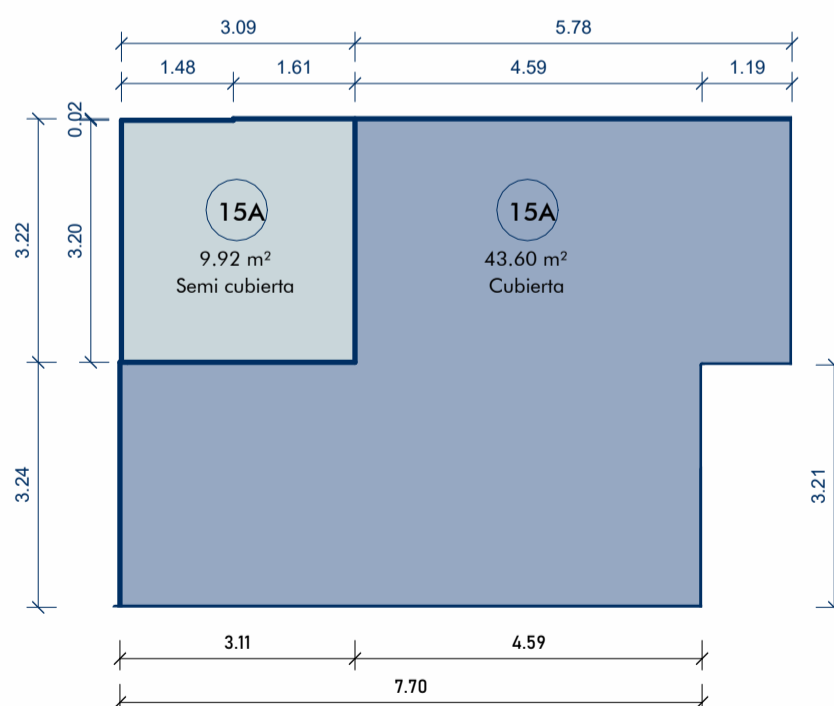 3.09 5.78
1.48 1.61 4.59 1.19
0.02
3.22
3.20
15A 15A
9.92 m² 43.60 m²
Semi cubierta Cubierta
3.24
3.21
3.11 4.59
7.70